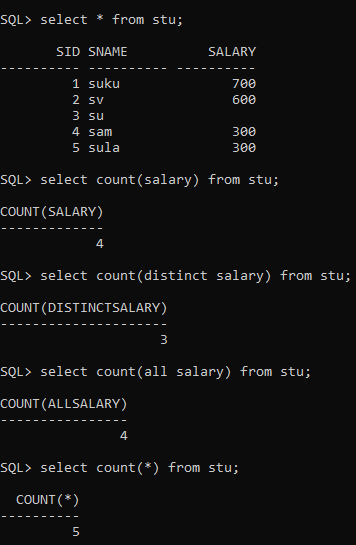 SQL> select * from stu;
SID SNAME SALARY
---------- ---------- ----------
1 suku 700
2 sv 600
3 su
4 sam 300
5 sula 300
SQL> select count(salary) from stu;
COUNT(SALARY)
-------------
4
SQL> select count(distinct salary) from stu;
COUNT(DISTINCTSALARY)
---------------------
3
SQL> select count(all salary) from stu;
COUNT(ALLSALARY)
----------------
4
SQL> select count(*) from stu;
COUNT(*)
----------
5